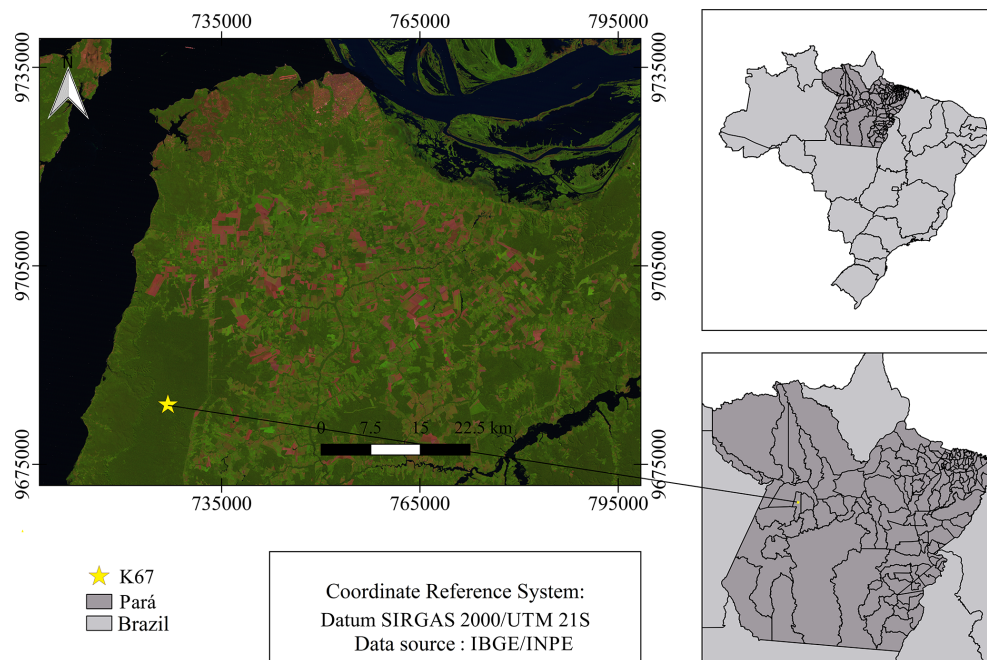 735000 765000 795000
9735000 9735000
N
9705000 9705000
0 7.5 15 22.5 km
9675000 9675000
735000 765000 795000
K67
Pará
Brazil
Coordinate Reference System:
Datum SIRGAS 2000/UTM 21S
Data source : IBGE/INPE